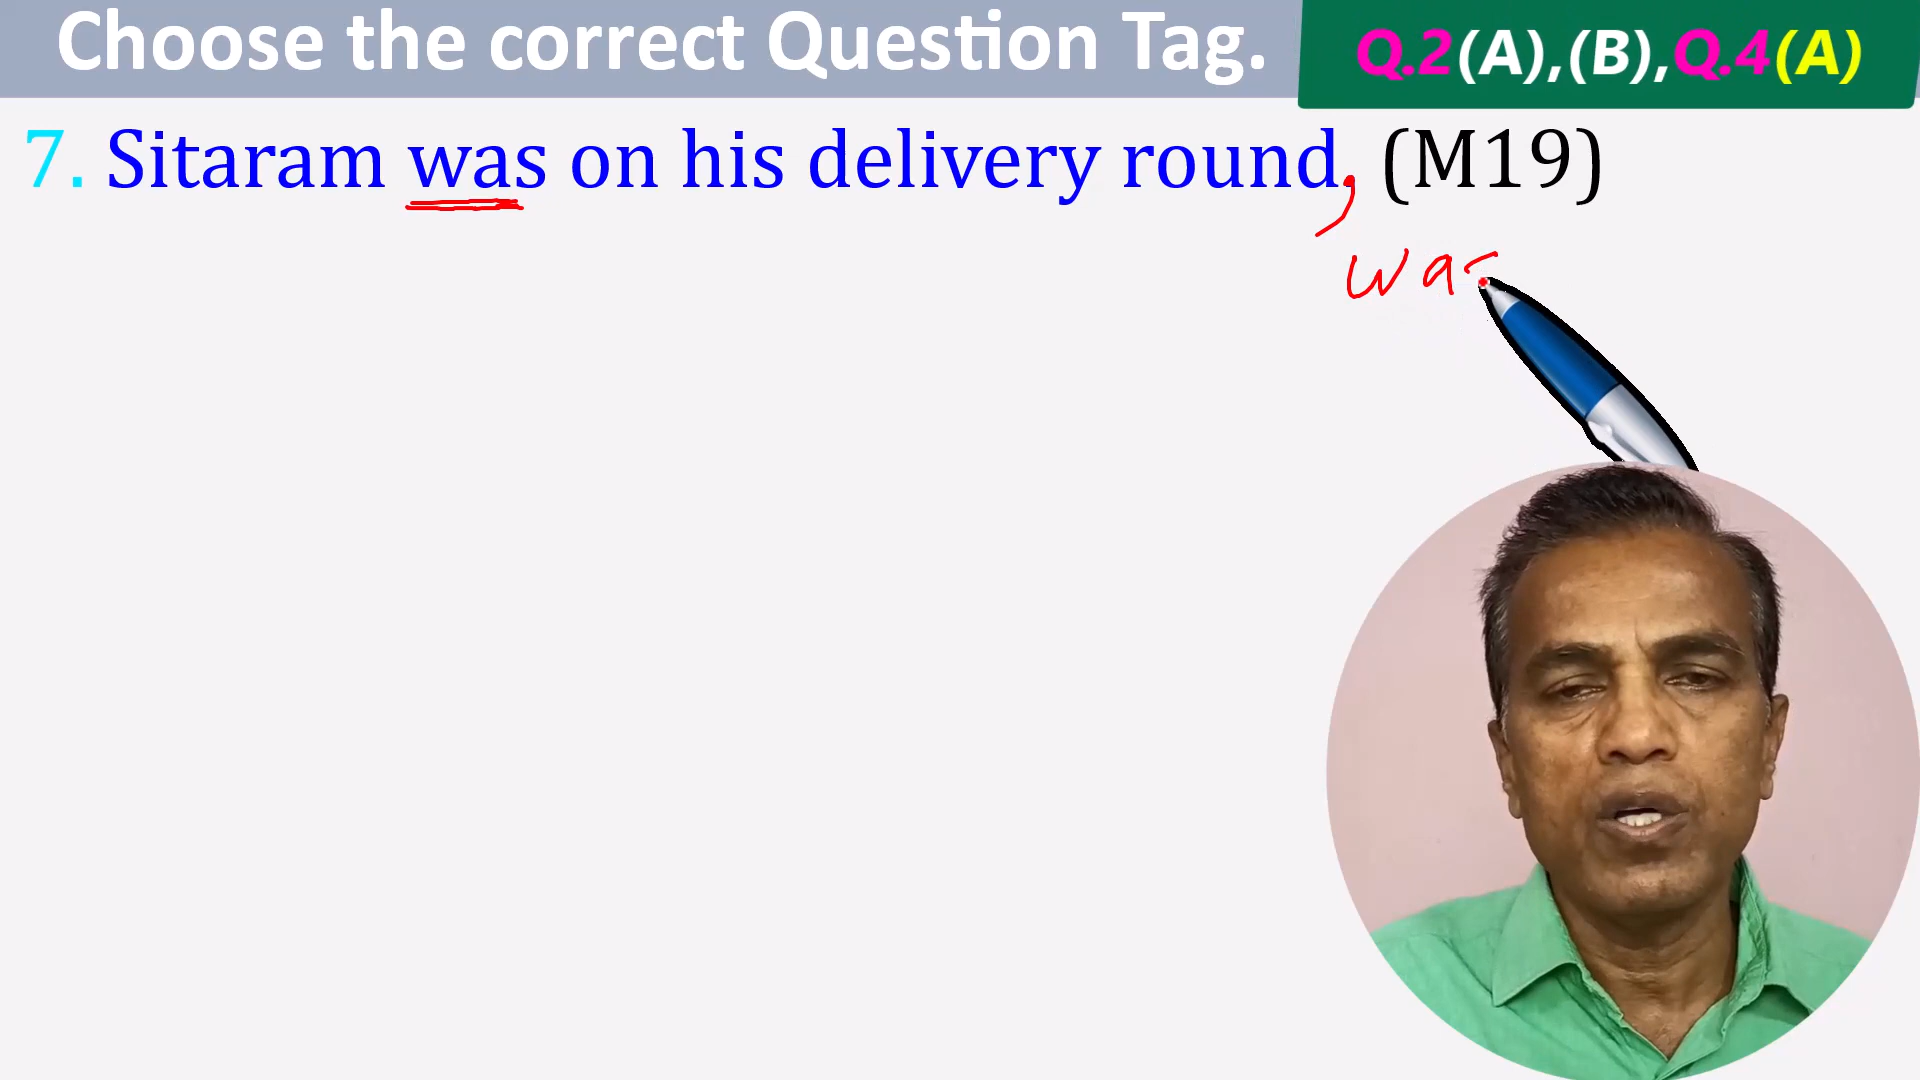 Choose the correct Question Tag.
Q.2(A),(B),Q.4(A)
7. Sitaram was on his delivery round, (M19)
was